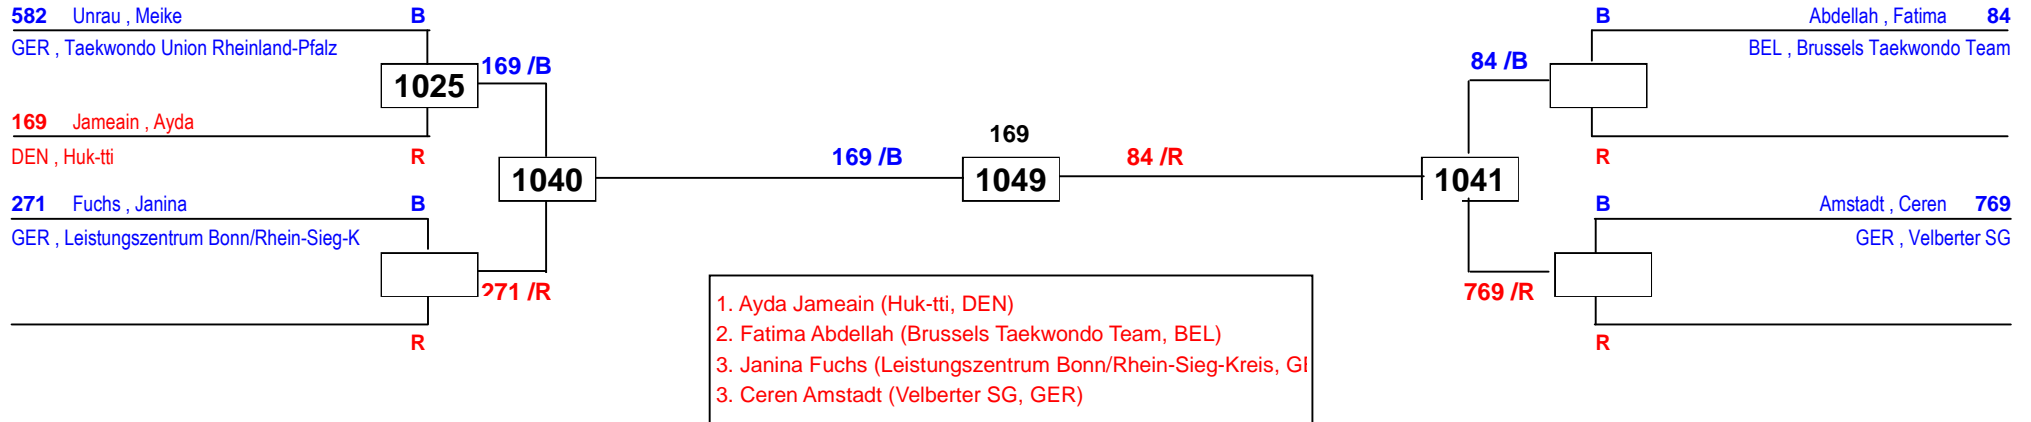 582 Unrau , Meike B
GER , Taekwondo Union Rheinland-Pfalz
1025
169 /B
169 Jameain , Ayda
DEN , Huk-tti R
1040
271 Fuchs , Janina B
GER , Leistungszentrum Bonn/Rhein-Sieg-K
271 /R
R
169 /B
169
1049
84 /R
1. Ayda Jameain (Huk-tti, DEN)
2. Fatima Abdellah (Brussels Taekwondo Team, BEL)
3. Janina Fuchs (Leistungszentrum Bonn/Rhein-Sieg-Kreis, GE
3. Ceren Amstadt (Velberter SG, GER)
B Abdellah , Fatima 84
BEL , Brussels Taekwondo Team
84 /B
R
1041
B Amstadt , Ceren 769
GER , Velberter SG
769 /R
R